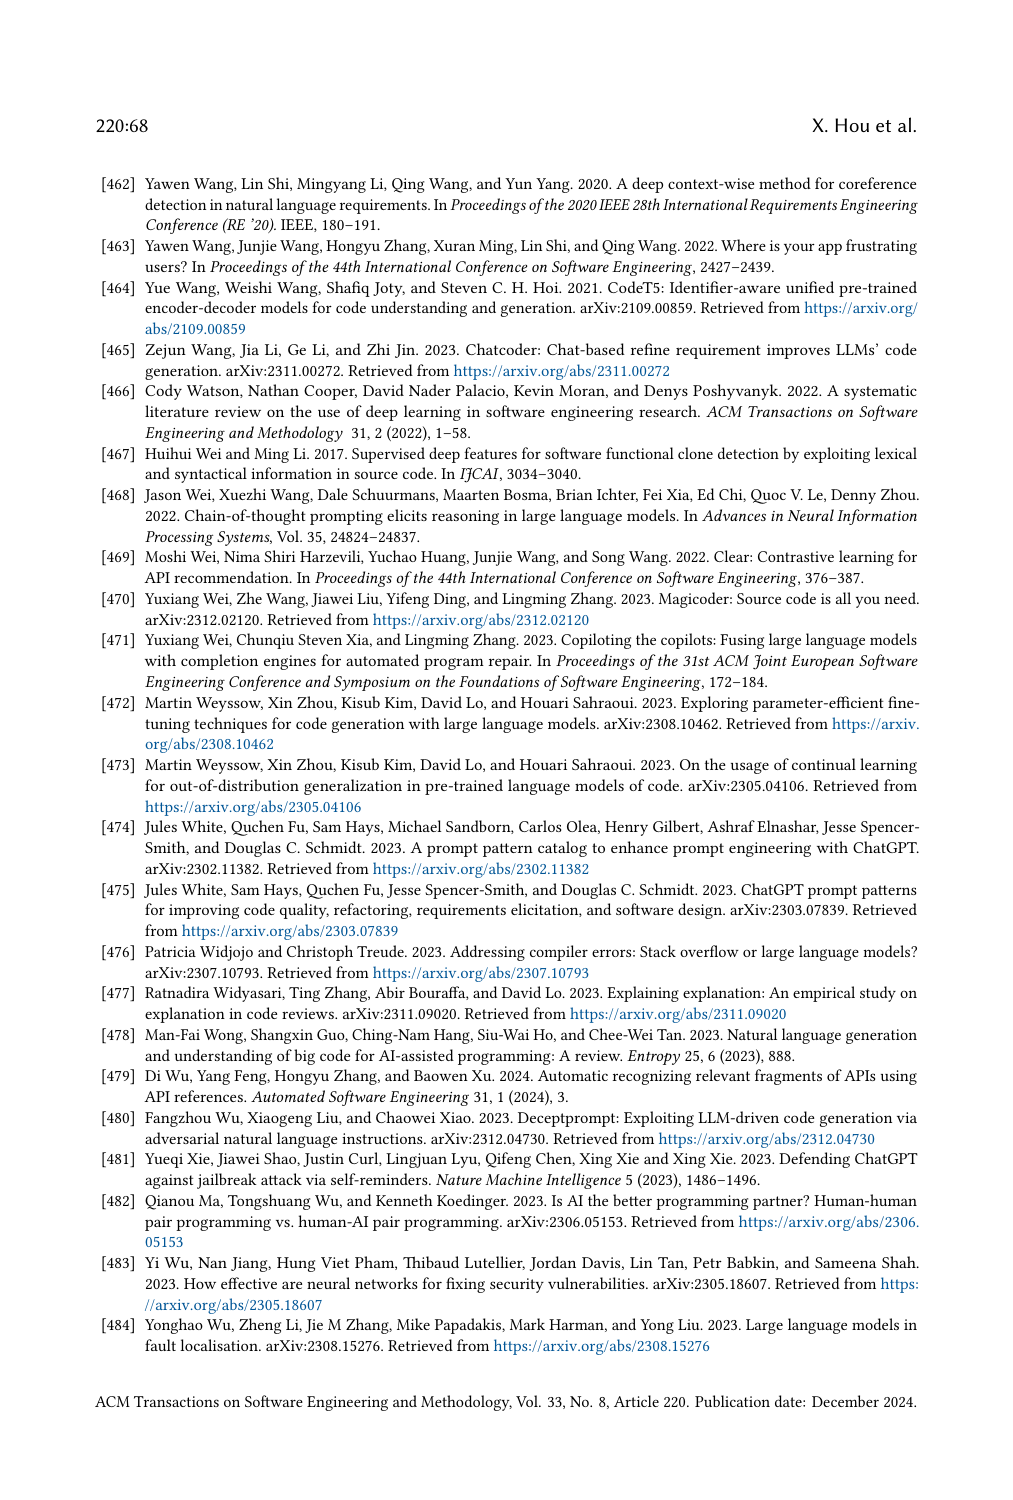 220:68 X. Hou et al.
[462] Yawen Wang, Lin Shi, Mingyang Li, Qing Wang, and Yun Yang. 2020. A deep context-wise method for coreference
detection in natural language requirements. In Proceedings of the 2020 IEEE 28th International Requirements Engineering
Conference (RE ’20). IEEE, 180–191.
[463] Yawen Wang, Junjie Wang, Hongyu Zhang, Xuran Ming, Lin Shi, and Qing Wang. 2022. Where is your app frustrating
users? In Proceedings of the 44th International Conference on Software Engineering, 2427–2439.
[464] Yue Wang, Weishi Wang, Shafiq Joty, and Steven C. H. Hoi. 2021. CodeT5: Identifier-aware unified pre-trained
encoder-decoder models for code understanding and generation. arXiv:2109.00859. Retrieved from https://arxiv.org/
abs/2109.00859
[465] Zejun Wang, Jia Li, Ge Li, and Zhi Jin. 2023. Chatcoder: Chat-based refine requirement improves LLMs’ code
generation. arXiv:2311.00272. Retrieved from https://arxiv.org/abs/2311.00272
[466] Cody Watson, Nathan Cooper, David Nader Palacio, Kevin Moran, and Denys Poshyvanyk. 2022. A systematic
literature review on the use of deep learning in software engineering research. ACM Transactions on Software
Engineering and Methodology 31, 2 (2022), 1–58.
[467] Huihui Wei and Ming Li. 2017. Supervised deep features for software functional clone detection by exploiting lexical
and syntactical information in source code. In IJCAI, 3034–3040.
[468] Jason Wei, Xuezhi Wang, Dale Schuurmans, Maarten Bosma, Brian Ichter, Fei Xia, Ed Chi, Quoc V. Le, Denny Zhou.
2022. Chain-of-thought prompting elicits reasoning in large language models. In Advances in Neural Information
Processing Systems, Vol. 35, 24824–24837.
[469] Moshi Wei, Nima Shiri Harzevili, Yuchao Huang, Junjie Wang, and Song Wang. 2022. Clear: Contrastive learning for
API recommendation. In Proceedings of the 44th International Conference on Software Engineering, 376–387.
[470] Yuxiang Wei, Zhe Wang, Jiawei Liu, Yifeng Ding, and Lingming Zhang. 2023. Magicoder: Source code is all you need.
arXiv:2312.02120. Retrieved from https://arxiv.org/abs/2312.02120
[471] Yuxiang Wei, Chunqiu Steven Xia, and Lingming Zhang. 2023. Copiloting the copilots: Fusing large language models
with completion engines for automated program repair. In Proceedings of the 31st ACM Joint European Software
Engineering Conference and Symposium on the Foundations of Software Engineering, 172–184.
[472] Martin Weyssow, Xin Zhou, Kisub Kim, David Lo, and Houari Sahraoui. 2023. Exploring parameter-efficient fine-
tuning techniques for code generation with large language models. arXiv:2308.10462. Retrieved from https://arxiv.
org/abs/2308.10462
[473] Martin Weyssow, Xin Zhou, Kisub Kim, David Lo, and Houari Sahraoui. 2023. On the usage of continual learning
for out-of-distribution generalization in pre-trained language models of code. arXiv:2305.04106. Retrieved from
https://arxiv.org/abs/2305.04106
[474] Jules White, Quchen Fu, Sam Hays, Michael Sandborn, Carlos Olea, Henry Gilbert, Ashraf Elnashar, Jesse Spencer-
Smith, and Douglas C. Schmidt. 2023. A prompt pattern catalog to enhance prompt engineering with ChatGPT.
arXiv:2302.11382. Retrieved from https://arxiv.org/abs/2302.11382
[475] Jules White, Sam Hays, Quchen Fu, Jesse Spencer-Smith, and Douglas C. Schmidt. 2023. ChatGPT prompt patterns
for improving code quality, refactoring, requirements elicitation, and software design. arXiv:2303.07839. Retrieved
from https://arxiv.org/abs/2303.07839
[476] Patricia Widjojo and Christoph Treude. 2023. Addressing compiler errors: Stack overflow or large language models?
arXiv:2307.10793. Retrieved from https://arxiv.org/abs/2307.10793
[477] Ratnadira Widyasari, Ting Zhang, Abir Bouraffa, and David Lo. 2023. Explaining explanation: An empirical study on
explanation in code reviews. arXiv:2311.09020. Retrieved from https://arxiv.org/abs/2311.09020
[478] Man-Fai Wong, Shangxin Guo, Ching-Nam Hang, Siu-Wai Ho, and Chee-Wei Tan. 2023. Natural language generation
and understanding of big code for AI-assisted programming: A review. Entropy 25, 6 (2023), 888.
[479] Di Wu, Yang Feng, Hongyu Zhang, and Baowen Xu. 2024. Automatic recognizing relevant fragments of APIs using
API references. Automated Software Engineering 31, 1 (2024), 3.
[480] Fangzhou Wu, Xiaogeng Liu, and Chaowei Xiao. 2023. Deceptprompt: Exploiting LLM-driven code generation via
adversarial natural language instructions. arXiv:2312.04730. Retrieved from https://arxiv.org/abs/2312.04730
[481] Yueqi Xie, Jiawei Shao, Justin Curl, Lingjuan Lyu, Qifeng Chen, Xing Xie and Xing Xie. 2023. Defending ChatGPT
against jailbreak attack via self-reminders. Nature Machine Intelligence 5 (2023), 1486–1496.
[482] Qianou Ma, Tongshuang Wu, and Kenneth Koedinger. 2023. Is AI the better programming partner? Human-human
pair programming vs. human-AI pair programming. arXiv:2306.05153. Retrieved from https://arxiv.org/abs/2306.
05153
[483] Yi Wu, Nan Jiang, Hung Viet Pham, Thibaud Lutellier, Jordan Davis, Lin Tan, Petr Babkin, and Sameena Shah.
2023. How effective are neural networks for fixing security vulnerabilities. arXiv:2305.18607. Retrieved from https:
//arxiv.org/abs/2305.18607
[484] Yonghao Wu, Zheng Li, Jie M Zhang, Mike Papadakis, Mark Harman, and Yong Liu. 2023. Large language models in
fault localisation. arXiv:2308.15276. Retrieved from https://arxiv.org/abs/2308.15276
ACM Transactions on Software Engineering and Methodology, Vol. 33, No. 8, Article 220. Publication date: December 2024.